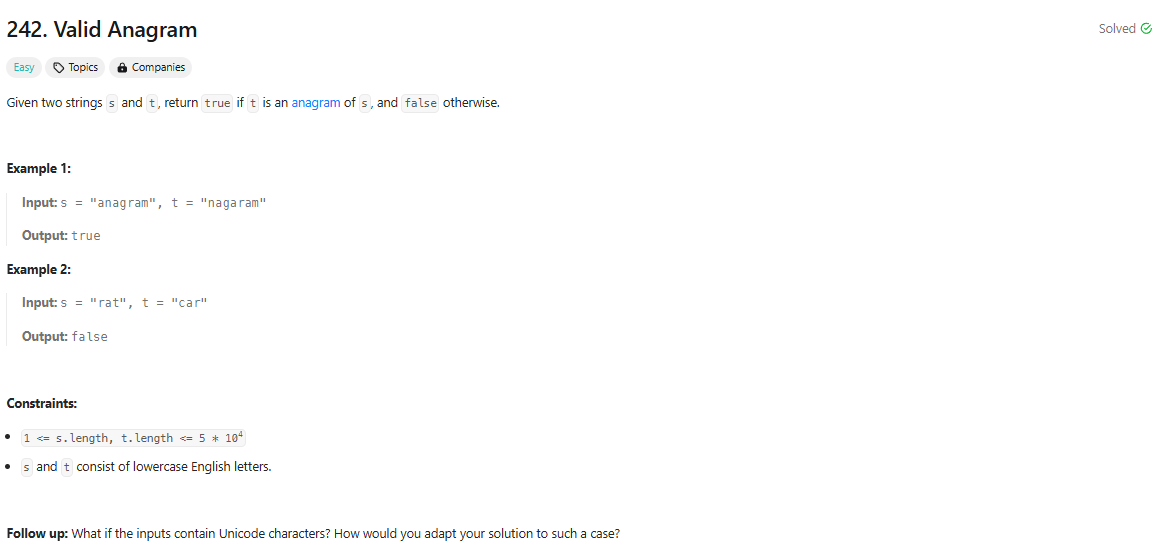 242. Valid Anagram
Solved
Easy Topics Companies
Given two strings s and t, return true if t is an anagram of s, and false otherwise.
Example 1:
Input: s = "anagram", t = "nagaram"
Output: true
Example 2:
Input: s = "rat", t = "car"
Output: false
Constraints:
• 1 <= s.length, t.length <= 5 * 10⁴
• s and t consist of lowercase English letters.
Follow up: What if the inputs contain Unicode characters? How would you adapt your solution to such a case?